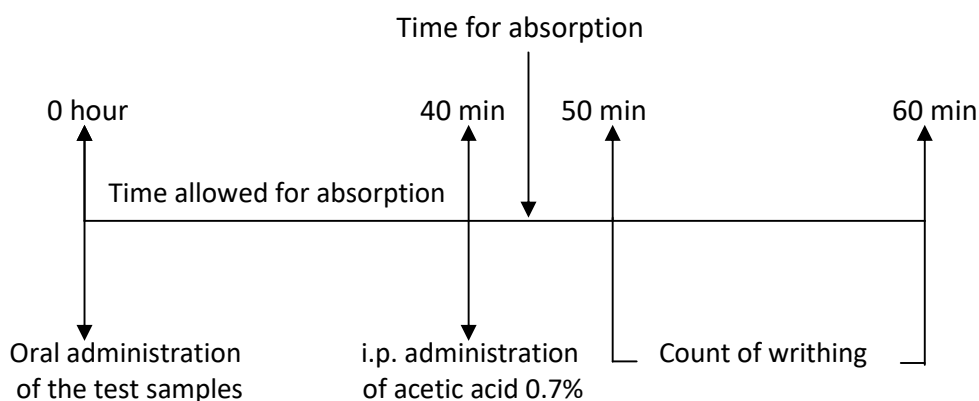 Time for absorption
0 hour
40 min
50 min
60 min
Time allowed for absorption
Oral administration
of the test samples
i.p. administration
of acetic acid 0.7%
Count of writhing